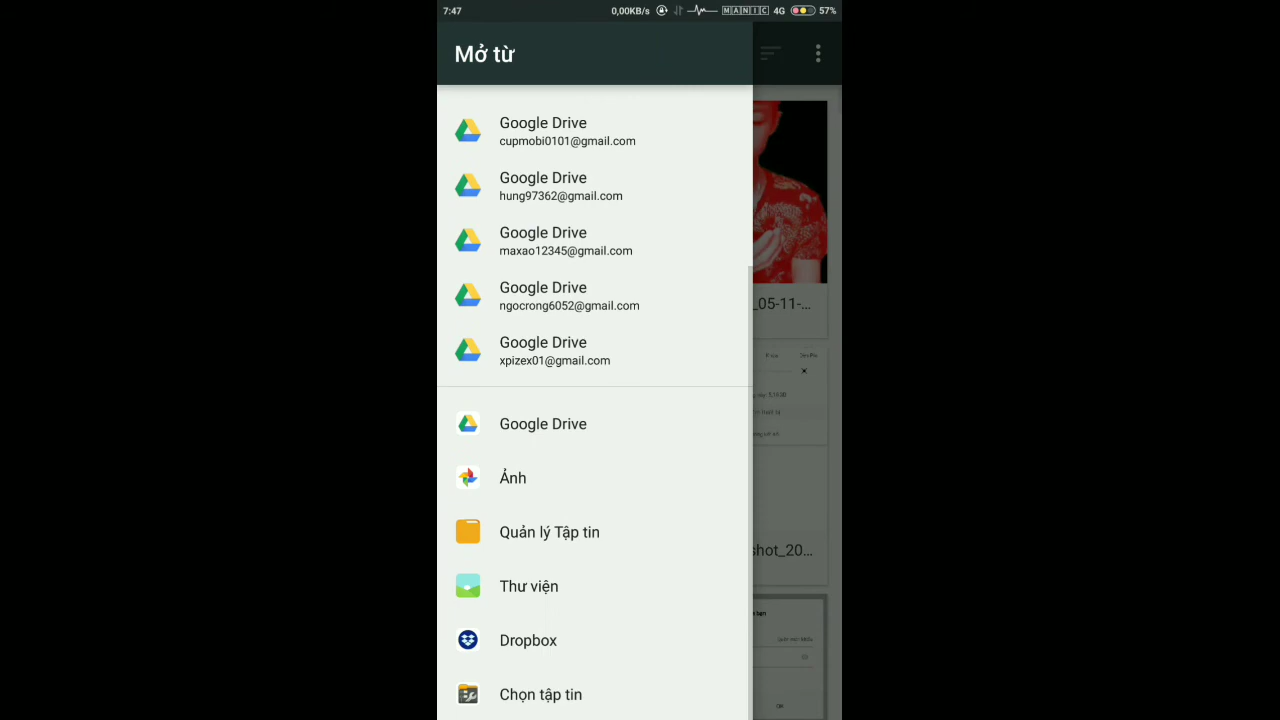 7:47
0,00KB/s
MANIC
4G
57%
Mở từ
Google Drive
cupmobi0101@gmail.com
Google Drive
hung97362@gmail.com
Google Drive
maxao12345@gmail.com
Google Drive
ngocrong6052@gmail.com
Google Drive
xpizex01@gmail.com
Google Drive
Ảnh
Quản lý Tập tin
Thư viện
Dropbox
Chọn tập tin
_05-11-...
shot_20...
OK